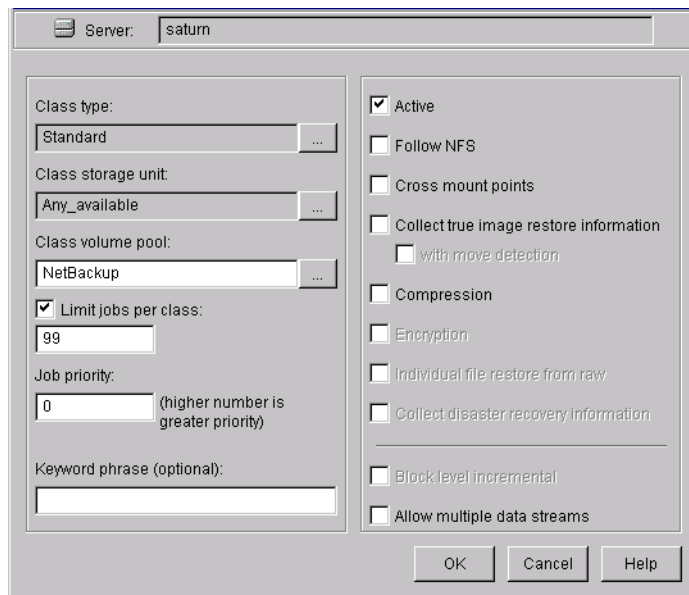 Server: saturn
Class type:
Standard ...
Class storage unit:
Any_available ...
Class volume pool:
NetBackup ...
Limit jobs per class:
99
Job priority:
0 (higher number is
greater priority)
Keyword phrase (optional):
Active
Follow NFS
Cross mount points
Collect true image restore information
with move detection
Compression
Encryption
Individual file restore from raw
Collect disaster recovery information
Block level incremental
Allow multiple data streams
OK Cancel Help